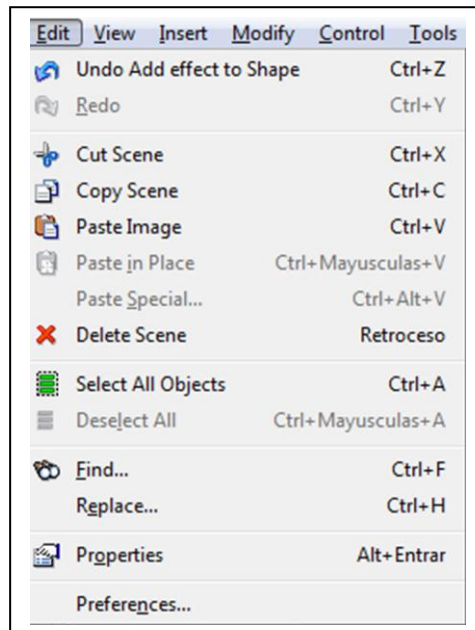 Edit View Insert Modify Control Tools
Undo Add effect to Shape Ctrl+Z
Redo Ctrl+Y
Cut Scene Ctrl+X
Copy Scene Ctrl+C
Paste Image Ctrl+V
Paste in Place Ctrl+Mayusculas+V
Paste Special... Ctrl+Alt+V
Delete Scene Retroceso
Select All Objects Ctrl+A
Deselect All Ctrl+Mayusculas+A
Find... Ctrl+F
Replace... Ctrl+H
Properties Alt+Entrar
Preferences...